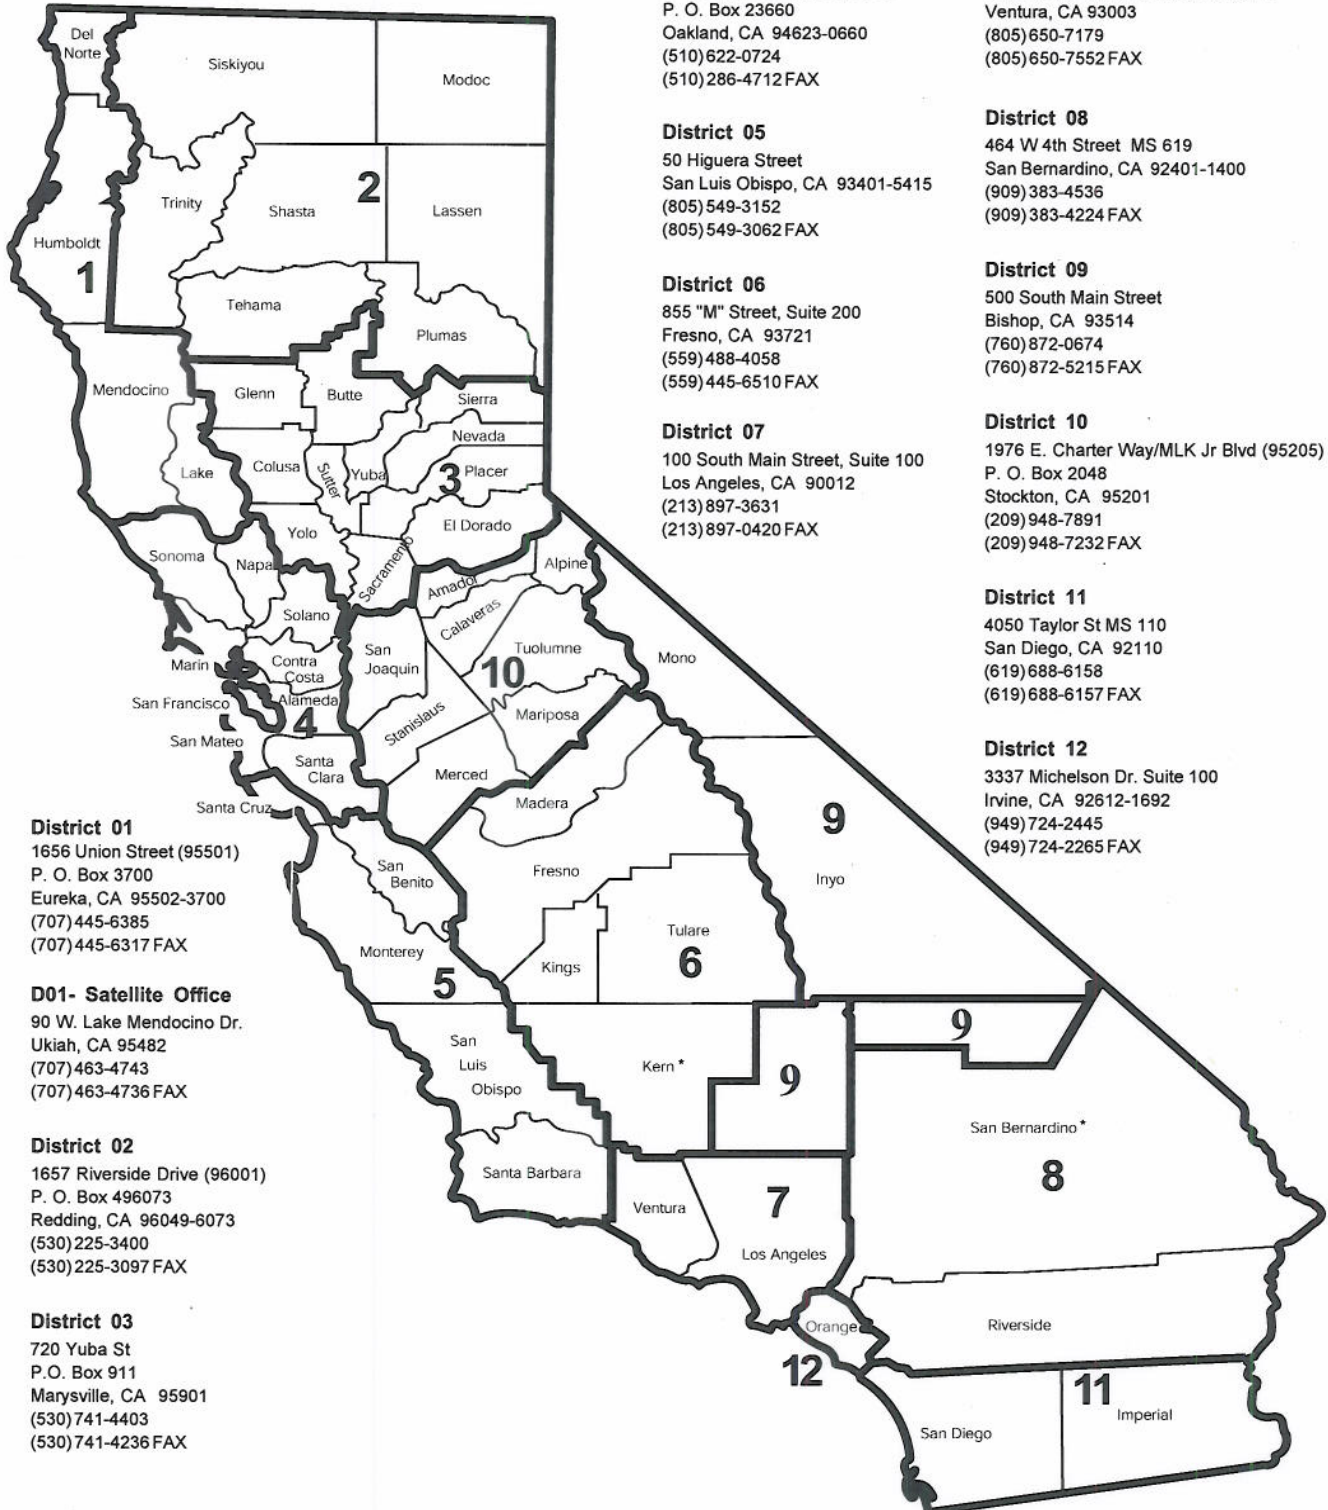 P. O. Box 23660
Oakland, CA 94623-0660
(510) 622-0724
(510) 286-4712 FAX
District 05
50 Higuera Street
San Luis Obispo, CA 93401-5415
(805) 549-3152
(805) 549-3062 FAX
District 06
855 "M" Street, Suite 200
Fresno, CA 93721
(559) 488-4058
(559) 445-6510 FAX
District 07
100 South Main Street, Suite 100
Los Angeles, CA 90012
(213) 897-3631
(213) 897-0420 FAX
Ventura, CA 93003
(805) 650-7179
(805) 650-7552 FAX
District 08
464 W 4th Street MS 619
San Bernardino, CA 92401-1400
(909) 383-4536
(909) 383-4224 FAX
District 09
500 South Main Street
Bishop, CA 93514
(760) 872-0674
(760) 872-5215 FAX
District 10
1976 E. Charter Way/MLK Jr Blvd (95205)
P. O. Box 2048
Stockton, CA 95201
(209) 948-7891
(209) 948-7232 FAX
District 11
4050 Taylor St MS 110
San Diego, CA 92110
(619) 688-6158
(619) 688-6157 FAX
District 12
3337 Michelson Dr. Suite 100
Irvine, CA 92612-1692
(949) 724-2445
(949) 724-2265 FAX
Del
Norte
Siskiyou
Modoc
Trinity
Shasta
2
Lassen
Humboldt
1
Tehama
Plumas
Mendocino
Glenn
Butte
Sierra
Nevada
Lake
Colusa
Sutter
Yuba
3
Placer
El Dorado
Yolo
Sonoma
Napa
Sacramento
Amador
Alpine
Solano
Calaveras
Marin
Contra
Costa
San
Joaquin
Tuolumne
10
Mono
San Francisco
Alameda
4
Stanislaus
Mariposa
San Mateo
Santa
Clara
Merced
Santa Cruz
Madera
9
San
Benito
Fresno
Inyo
Monterey
5
Kings
Tulare
6
San
Luis
Obispo
Kern *
9
9
San Bernardino *
8
Santa Barbara
Ventura
7
Los Angeles
Orange
12
Riverside
11
San Diego
Imperial
District 01
1656 Union Street (95501)
P. O. Box 3700
Eureka, CA 95502-3700
(707) 445-6385
(707) 445-6317 FAX
D01- Satellite Office
90 W. Lake Mendocino Dr.
Ukiah, CA 95482
(707) 463-4743
(707) 463-4736 FAX
District 02
1657 Riverside Drive (96001)
P. O. Box 496073
Redding, CA 96049-6073
(530) 225-3400
(530) 225-3097 FAX
District 03
720 Yuba St
P.O. Box 911
Marysville, CA 95901
(530) 741-4403
(530) 741-4236 FAX